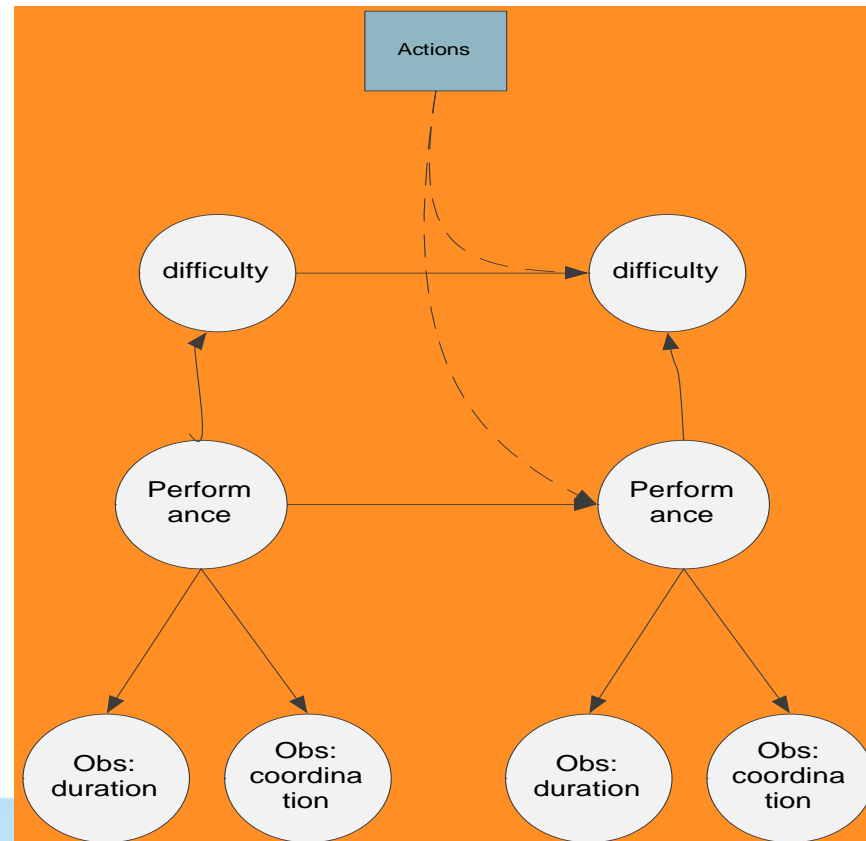 Actions
difficulty
difficulty
Perform
ance
Perform
ance
Obs:
duration
Obs:
coordina
tion
Obs:
duration
Obs:
coordina
tion